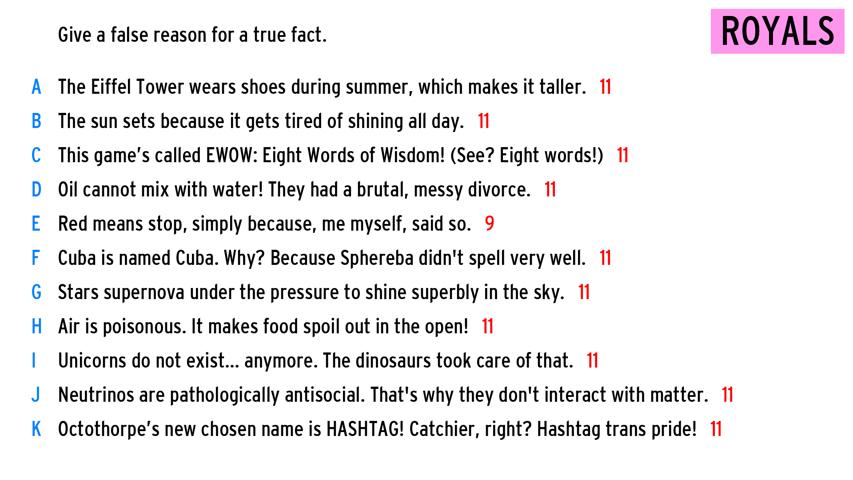 Give a false reason for a true fact.
ROYALS
A The Eiffel Tower wears shoes during summer, which makes it taller. 11
B The sun sets because it gets tired of shining all day. 11
C This game’s called EWOW: Eight Words of Wisdom! (See? Eight words!) 11
D Oil cannot mix with water! They had a brutal, messy divorce. 11
E Red means stop, simply because, me myself, said so. 9
F Cuba is named Cuba. Why? Because Sphereba didn't spell very well. 11
G Stars supernova under the pressure to shine superbly in the sky. 11
H Air is poisonous. It makes food spoil out in the open! 11
I Unicorns do not exist... anymore. The dinosaurs took care of that. 11
J Neutrinos are pathologically antisocial. That's why they don't interact with matter. 11
K Octothorpe’s new chosen name is HASHTAG! Catchier, right? Hashtag trans pride! 11